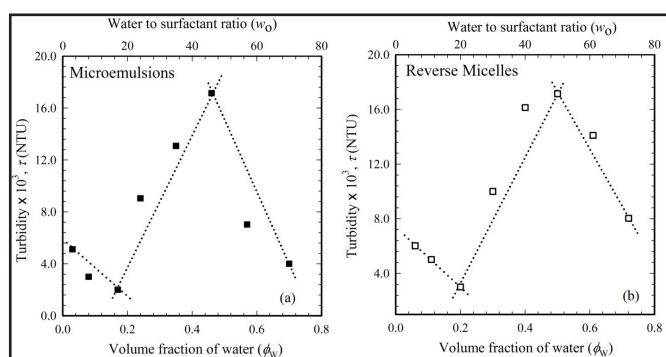 Water to surfactant ratio (wo)
0 20 40 60 80
20.0
16.0
12.0
8.0
4.0
0.0
Turbidity x 10³, τ (NTU)
Microemulsions
(a)
0.0 0.2 0.4 0.6 0.8
Volume fraction of water (ϕw)
Water to surfactant ratio (wo)
0 20 40 60 80
20.0
16.0
12.0
8.0
4.0
Turbidity x 10³, τ (NTU)
Reverse Micelles
(b)
0.0 0.2 0.4 0.6 0.8
Volume fraction of water (ϕw)